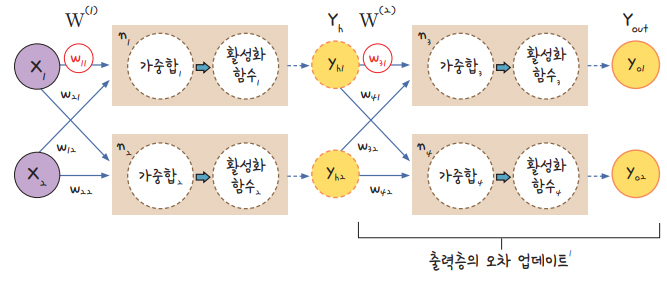 W(1)
Yh
W(2)
Yout
X1
w11
n1
가중합1
활성화
함수1
Yh1
w31
n3
가중합3
활성화
함수3
Yo1
w21
w41
w12
w32
X2
w22
n2
가중합2
활성화
함수2
Yh2
w42
n4
가중합4
활성화
함수4
Yo2
출력층의 오차 업데이트1